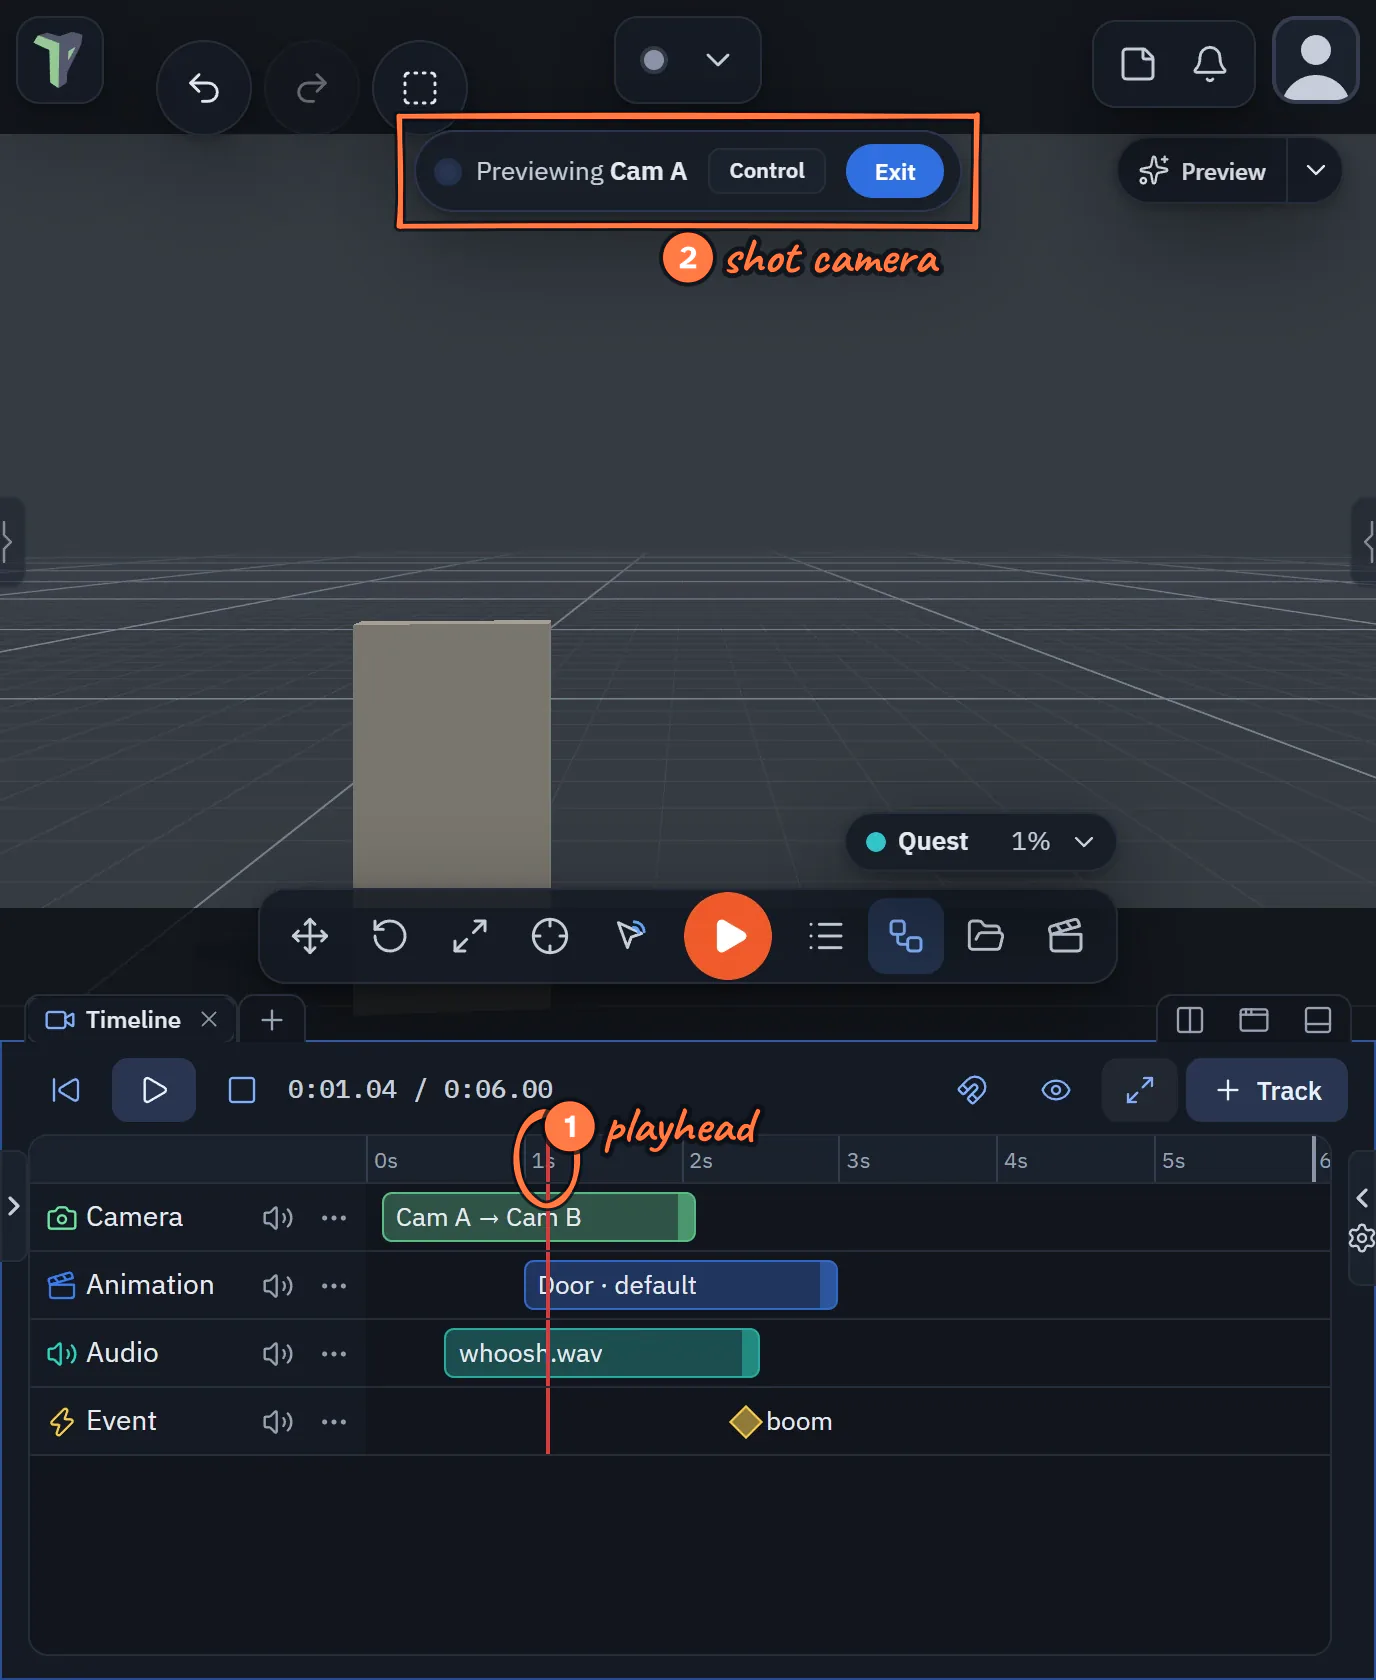 Previewing Cam A Control Exit
Preview
2 shot camera
Quest 1%
Timeline
0:01.04 / 0:06.00
Track
1 playhead
0s 1s 2s 3s 4s 5s 6
Camera
Cam A → Cam B
Animation
Door · default
Audio
whoosh.wav
Event
boom